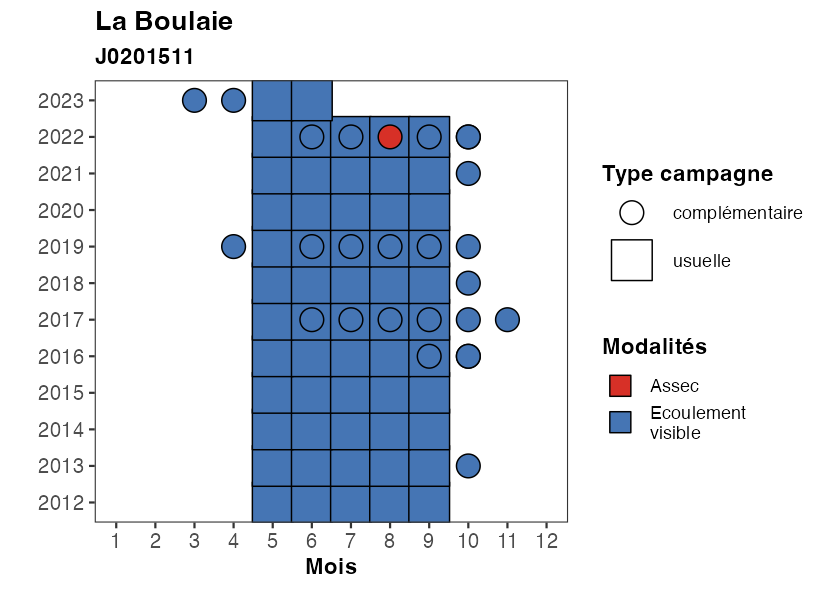 La Boulaie
J0201511
2023
2022
2021
2020
2019
2018
2017
2016
2015
2014
2013
2012
1 2 3 4 5 6 7 8 9 10 11 12
Mois
Type campagne
complémentaire
usuelle
Modalités
Assec
Ecoulement
visible